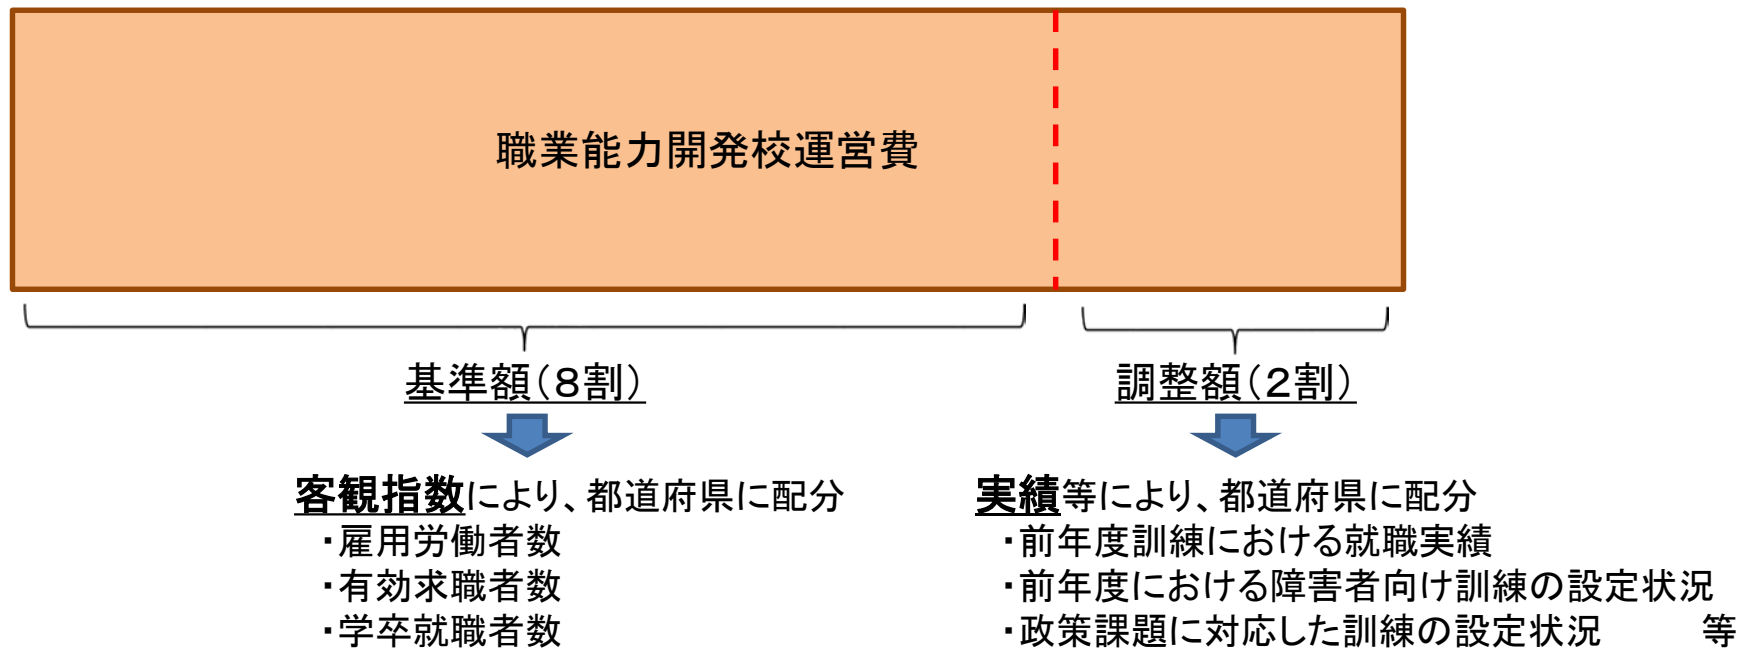 職業能力開発校運営費
基準額（８割）
調整額（２割）
客観指数により、都道府県に配分
・雇用労働者数
・有効求職者数
・学卒就職者数
実績等により、都道府県に配分
・前年度訓練における就職実績
・前年度における障害者向け訓練の設定状況
・政策課題に対応した訓練の設定状況　　　等